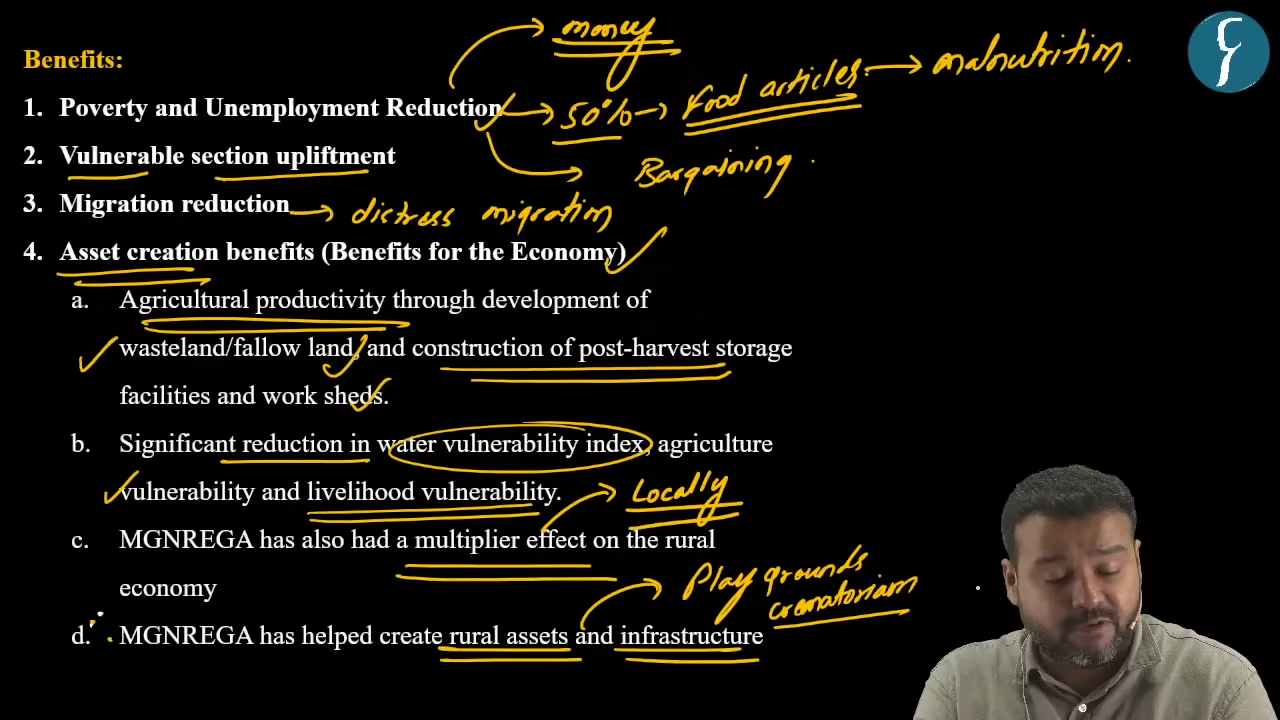 money
Benefits:
50% → Food articles → malnutrition.
1. Poverty and Unemployment Reduction
Bargaining
2. Vulnerable section upliftment
3. Migration reduction → distress migration
4. Asset creation benefits (Benefits for the Economy)
a. Agricultural productivity through development of
wasteland/fallow land, and construction of post-harvest storage
facilities and work sheds.
b. Significant reduction in water vulnerability index, agriculture
vulnerability and livelihood vulnerability.
Locally
c. MGNREGA has also had a multiplier effect on the rural
economy
Play grounds
crematorium
d. MGNREGA has helped create rural assets and infrastructure